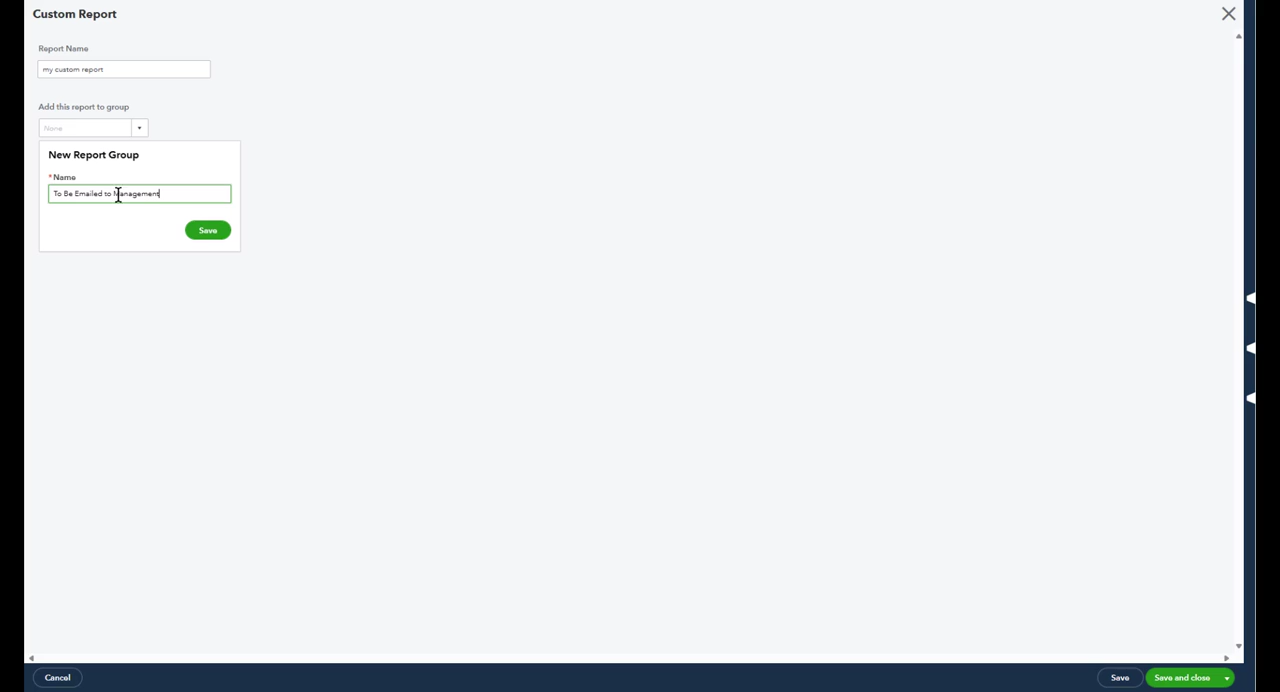 Custom Report
Report Name
my custom report
Add this report to group
None
New Report Group
* Name
To Be Emailed to Management
Save
Cancel
Save
Save and close